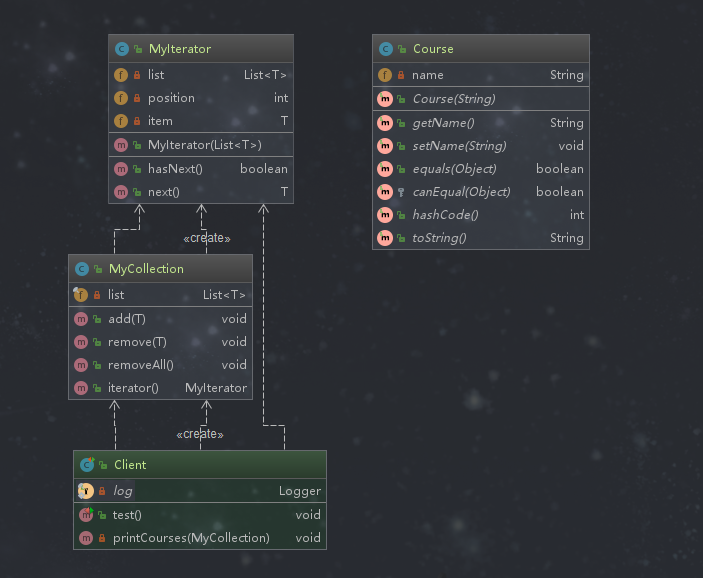 MyIterator
list List<T>
position int
item T
MyIterator(List<T>)
hasNext() boolean
next() T
Course
name String
Course(String)
getName() String
setName(String) void
equals(Object) boolean
canEqual(Object) boolean
hashCode() int
toString() String
«create»
MyCollection
list List<T>
add(T) void
remove(T) void
removeAll() void
iterator() MyIterator
«create»
Client
log Logger
test() void
printCourses(MyCollection) void